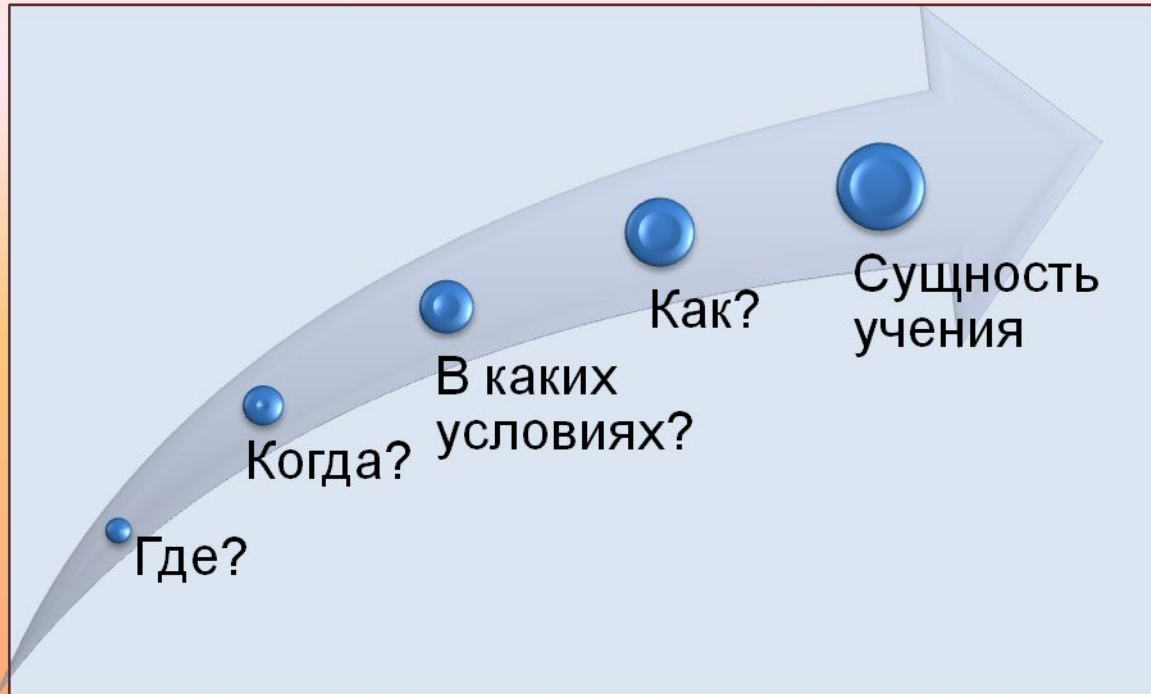 Где?
Когда?
В каких
условиях?
Как?
Сущность
учения